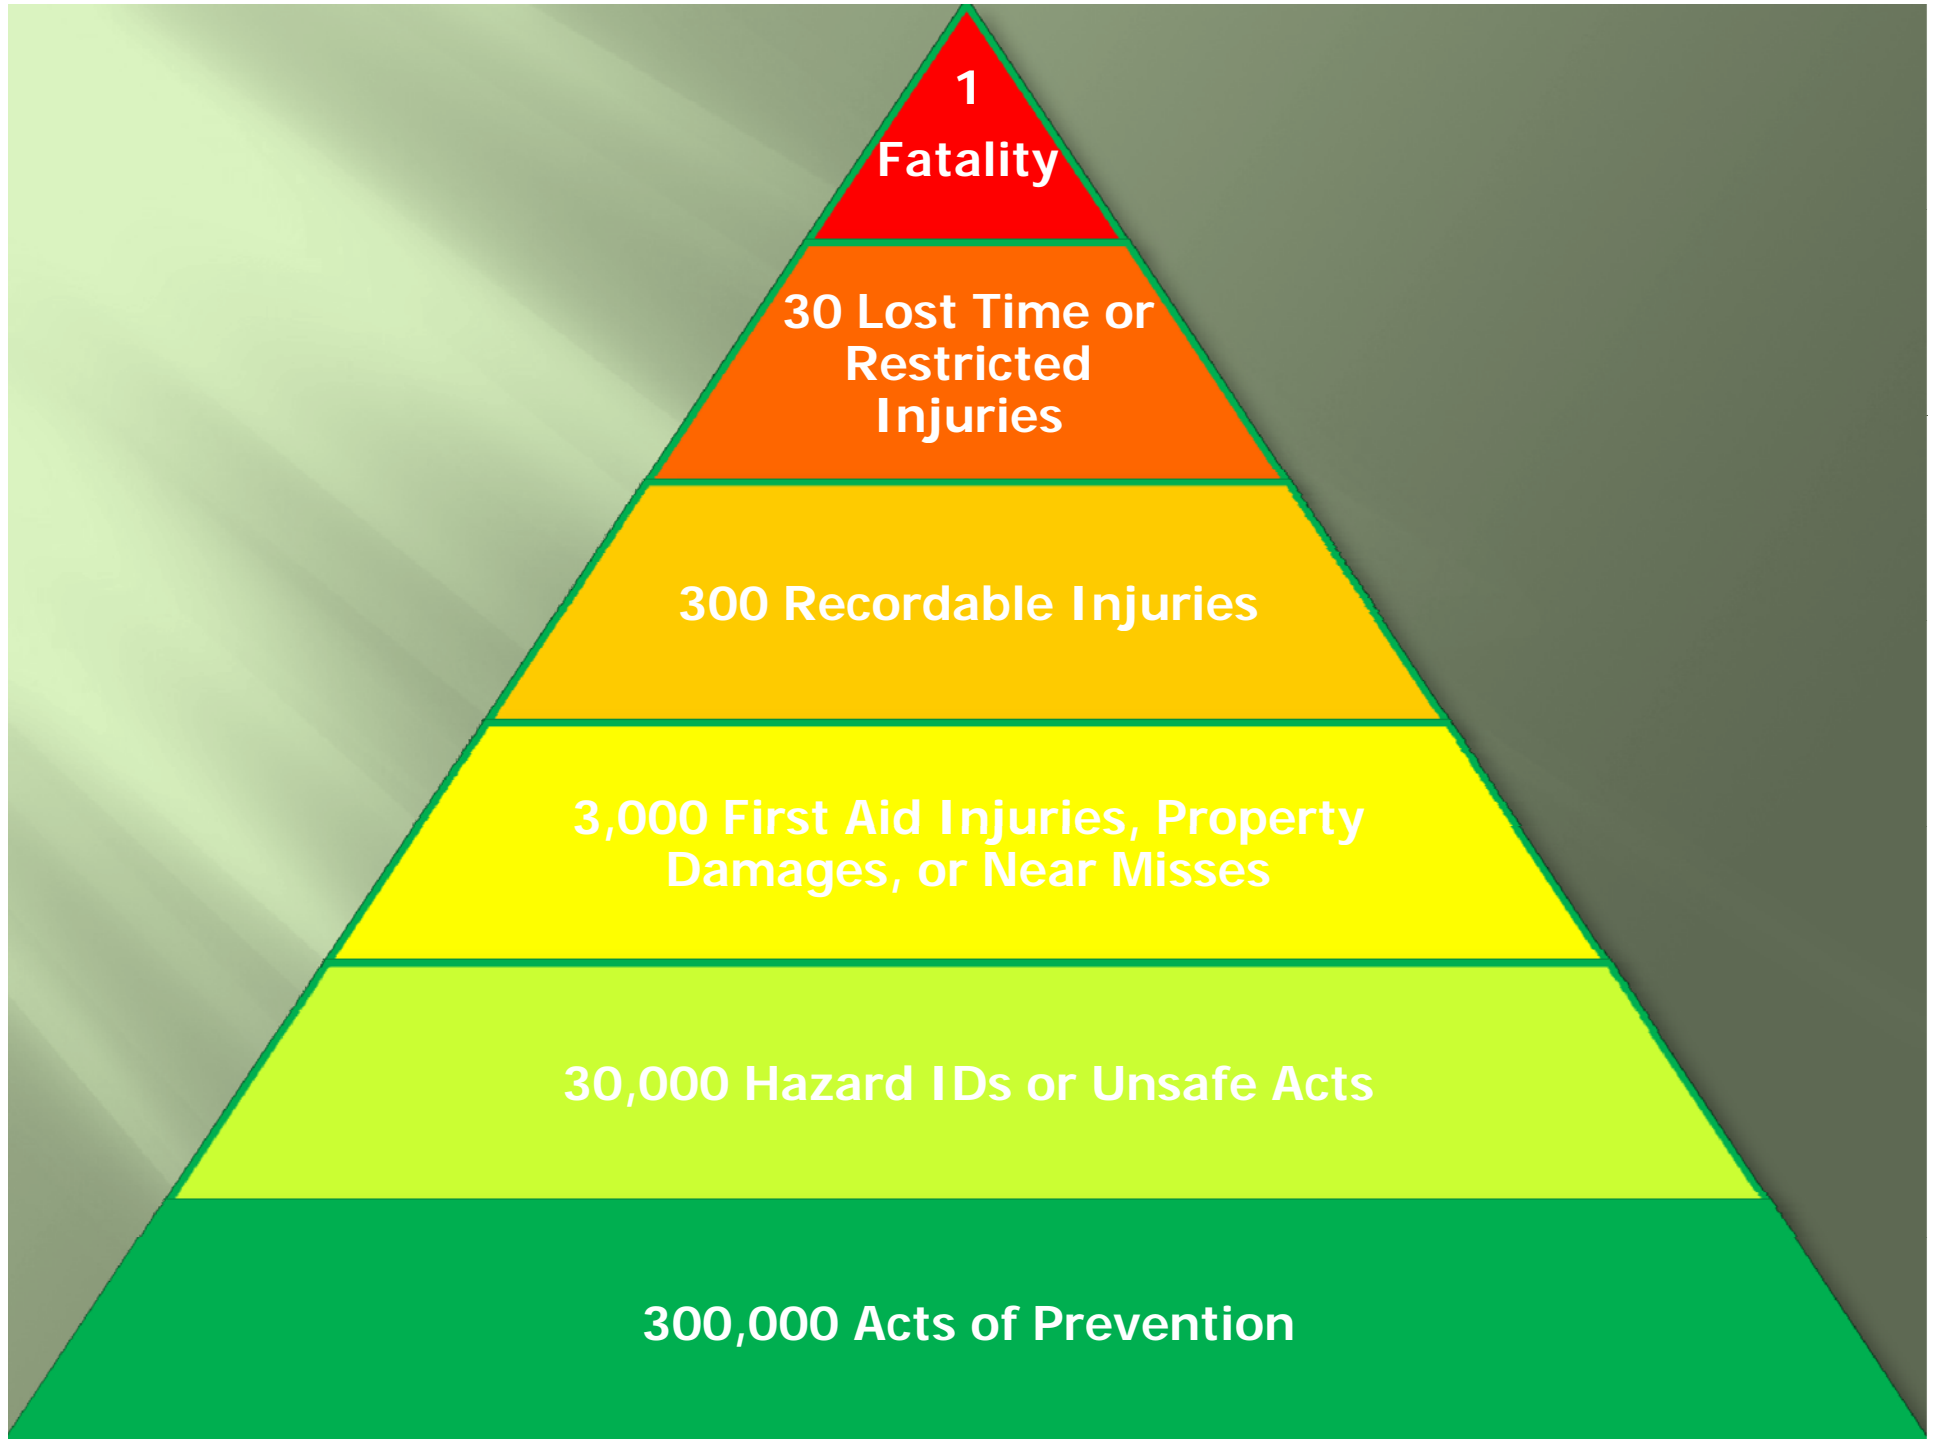 1
Fatality
30 Lost Time or
Restricted
Injuries
300 Recordable Injuries
3,000 First Aid Injuries, Property
Damages, or Near Misses
30,000 Hazard IDs or Unsafe Acts
300,000 Acts of Prevention